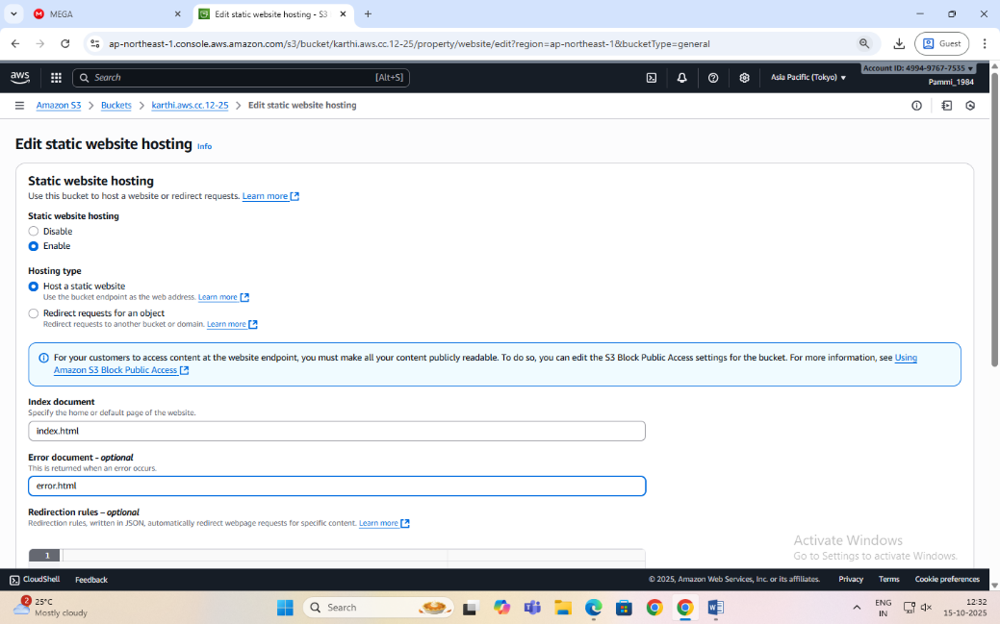 MEGA
Edit static website hosting - S3
ap-northeast-1.console.aws.amazon.com/s3/bucket/karthi.aws.cc.12-25/property/website/edit?region=ap-northeast-1&bucketType=general
Guest
aws
Search
[Alt+S]
Asia Pacific (Tokyo)
Account ID: 4994-9767-7535
Pammi_1984
Amazon S3
Buckets
karthi.aws.cc.12-25
Edit static website hosting
Edit static website hosting Info
Static website hosting
Use this bucket to host a website or redirect requests. Learn more
Static website hosting
Disable
Enable
Hosting type
Host a static website
Use the bucket endpoint as the web address. Learn more
Redirect requests for an object
Redirect requests to another bucket or domain. Learn more
For your customers to access content at the website endpoint, you must make all your content publicly readable. To do so, you can edit the S3 Block Public Access settings for the bucket. For more information, see Using
Amazon S3 Block Public Access
Index document
Specify the home or default page of the website.
index.html
Error document - optional
This is returned when an error occurs.
error.html
Redirection rules – optional
Redirection rules, written in JSON, automatically redirect webpage requests for specific content. Learn more
1
Activate Windows
Go to Settings to activate Windows.
CloudShell
Feedback
© 2025, Amazon Web Services, Inc. or its affiliates.
Privacy
Terms
Cookie preferences
2
25°C
Mostly cloudy
Search
ENG
IN
12:32
15-10-2025